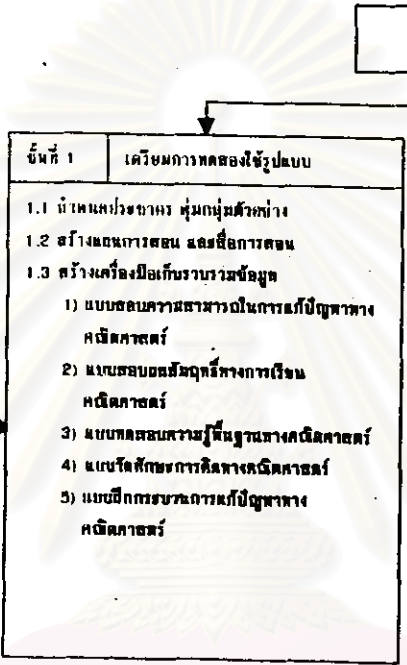 ขั้นที่ 1 เตรียมการทดลองใช้รูปแบบ
1.1 กำหนดประชากร สุ่มกลุ่มตัวอย่าง
1.2 สร้างแผนการสอน และสื่อการสอน
1.3 สร้างเครื่องมือเก็บรวบรวมข้อมูล
1) แบบสอบความสามารถในการแก้ปัญหาทาง
คณิตศาสตร์
2) แบบสอบผลสัมฤทธิ์ทางการเรียน
คณิตศาสตร์
3) แบบทดสอบความรู้พื้นฐานทางคณิตศาสตร์
4) แบบวัดทักษะการคิดทางคณิตศาสตร์
5) แบบฝึกกระบวนการแก้ปัญหาทาง
คณิตศาสตร์